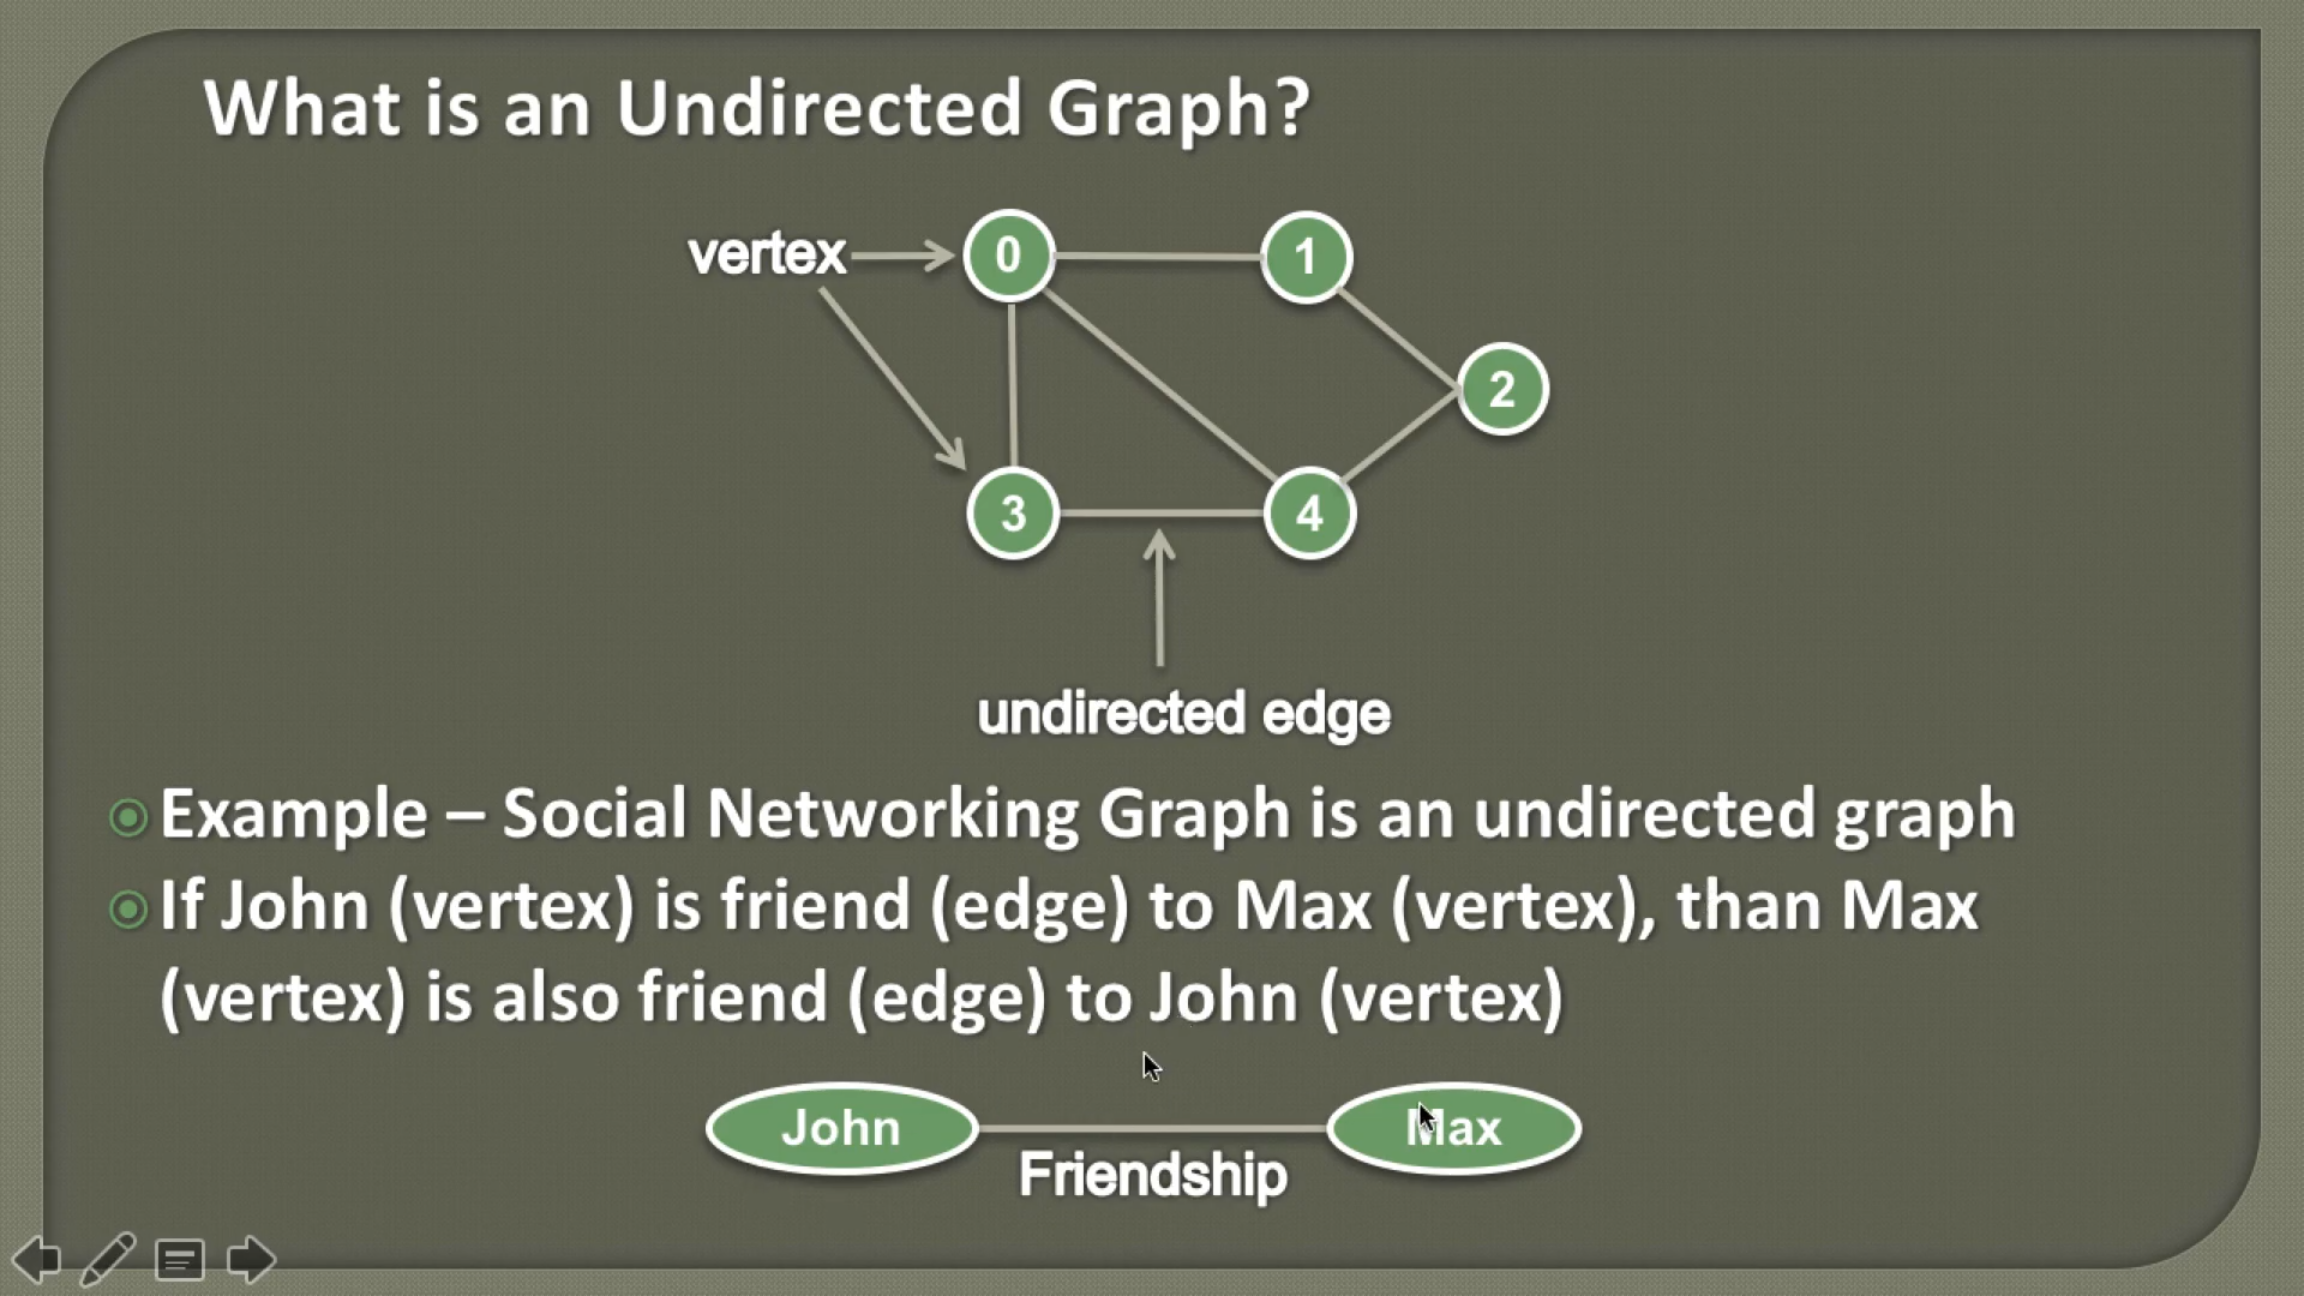 What is an Undirected Graph?
vertex
0
1
2
3
4
undirected edge
Example – Social Networking Graph is an undirected graph
If John (vertex) is friend (edge) to Max (vertex), than Max
(vertex) is also friend (edge) to John (vertex)
John
Max
Friendship